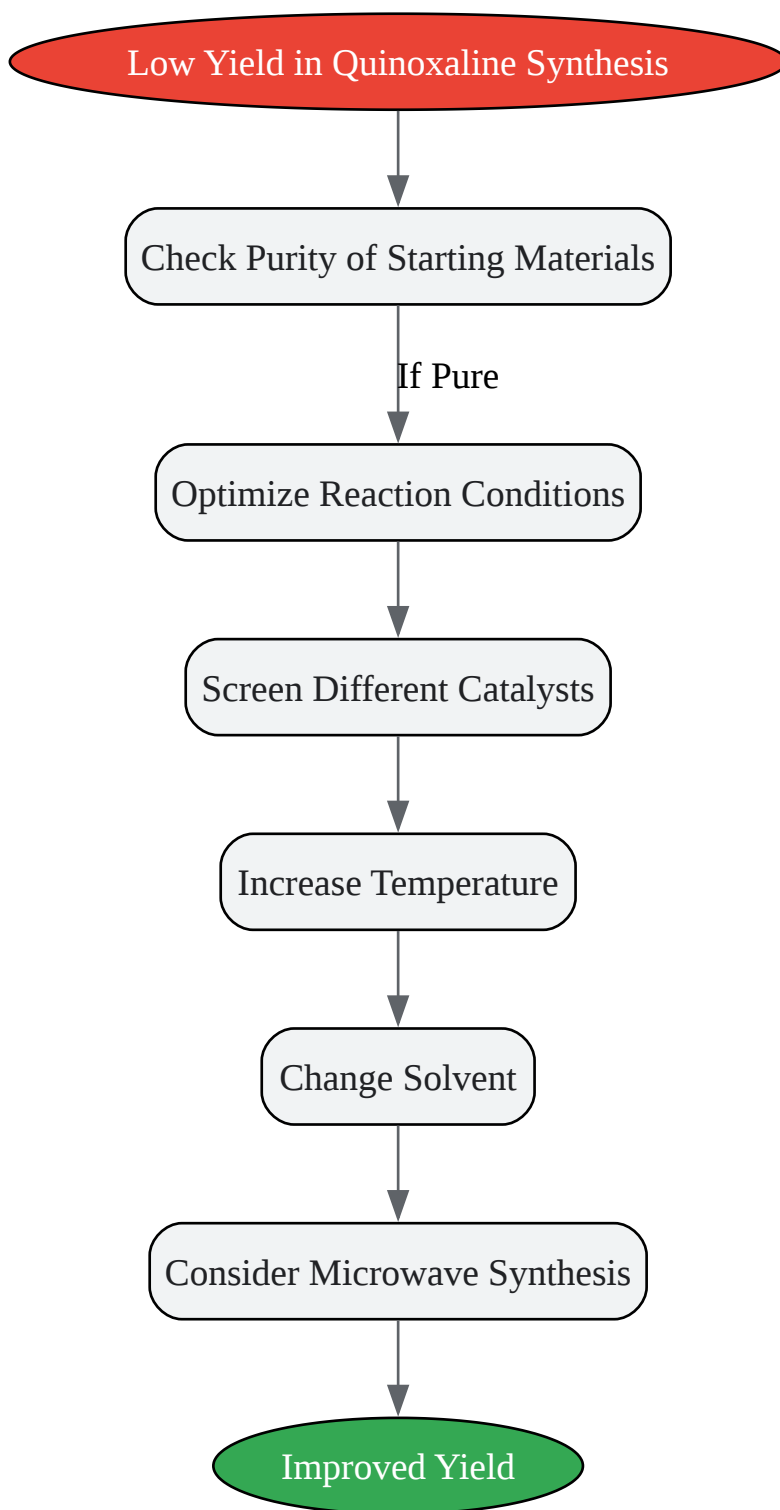 Low Yield in Quinoxaline Synthesis
Check Purity of Starting Materials
If Pure
Optimize Reaction Conditions
Screen Different Catalysts
Increase Temperature
Change Solvent
Consider Microwave Synthesis
Improved Yield